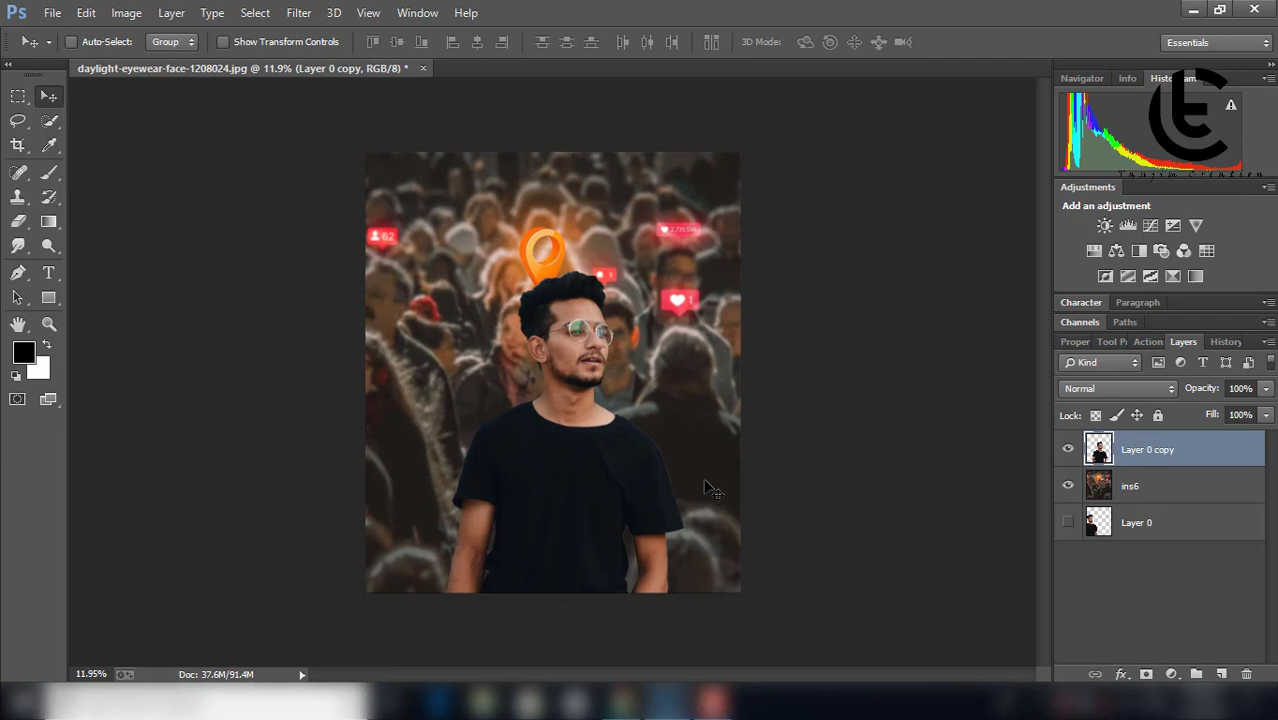 Ps File Edit Image Layer Type Select Filter 3D View Window Help
Auto-Select: Group Show Transform Controls 3D Mode: Essentials
daylight-eyewear-face-1208024.jpg @ 11.9% (Layer 0 copy, RGB/8) *
Navigator Info Histogram
Adjustments
Add an adjustment
Character Paragraph
Channels Paths
Proper Tool P Action Layers History
Kind
Normal Opacity: 100%
Lock: Fill: 100%
Layer 0 copy
ins6
Layer 0
62
1
1
11.95% Doc: 37.6M/91.4M